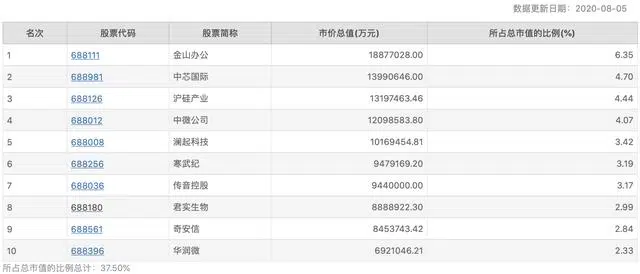 数据更新日期：2020-08-05
名次 股票代码 股票简称 市价总值(万元) 所占总市值的比例(%)
1 688111 金山办公 18877028.00 6.35
2 688981 中芯国际 13990646.00 4.70
3 688126 沪硅产业 13197463.46 4.44
4 688012 中微公司 12098583.80 4.07
5 688008 澜起科技 10169454.81 3.42
6 688256 寒武纪 9479169.20 3.19
7 688036 传音控股 9440000.00 3.17
8 688180 君实生物 8888922.30 2.99
9 688561 奇安信 8453743.42 2.84
10 688396 华润微 6921046.21 2.33
所占总市值的比例合计：37.50%